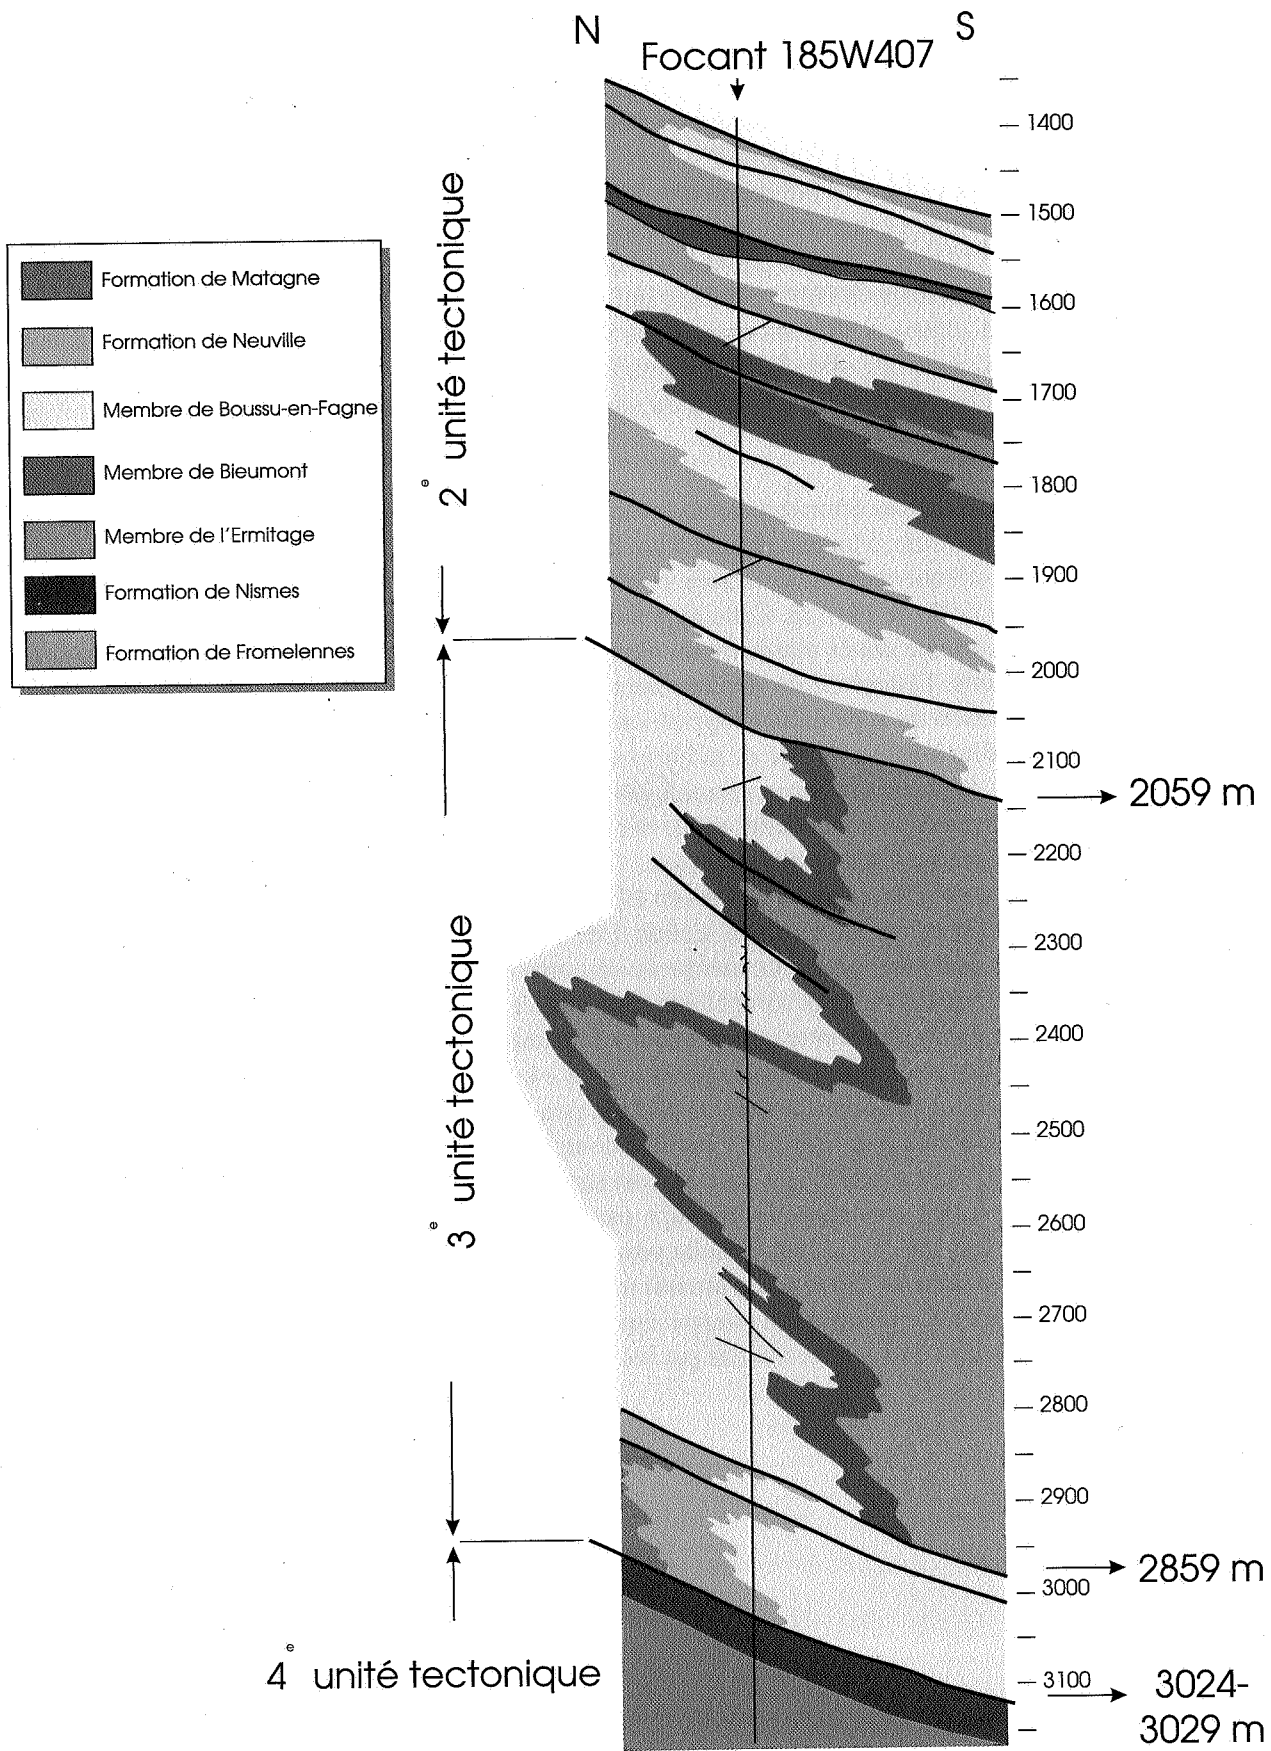 N
S
Focant 185W407
Formation de Matagne
Formation de Neuville
Membre de Boussu-en-Fagne
Membre de Bieumont
Membre de l'Ermitage
Formation de Nismes
Formation de Fromelennes
2e unité tectonique
3e unité tectonique
4e unité tectonique
1400
1500
1600
1700
1800
1900
2000
2100
2059 m
2200
2300
2400
2500
2600
2700
2800
2900
2859 m
3000
3100
3024-
3029 m